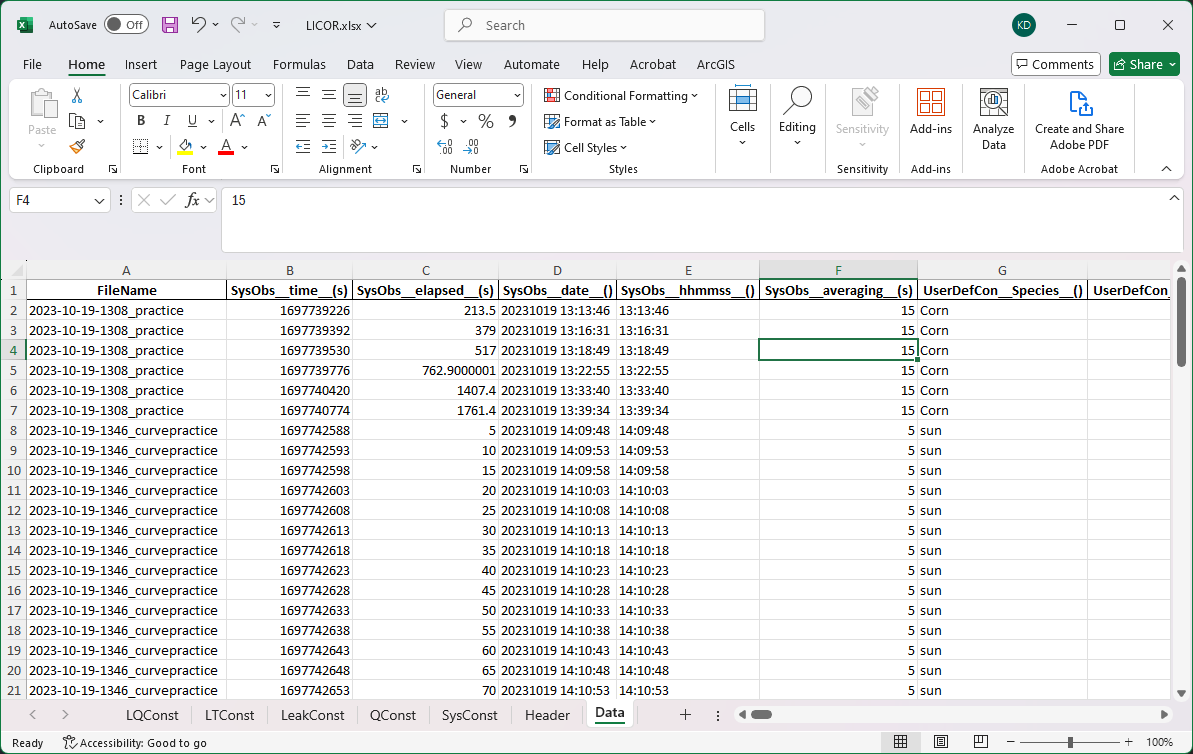 AutoSave Off LICOR.xlsx Search KD
File Home Insert Page Layout Formulas Data Review View Automate Help Acrobat ArcGIS Comments Share
Paste Calibri 11 General Conditional Formatting Format as Table Cell Styles Cells Editing Sensitivity Add-ins Analyze Data Create and Share Adobe PDF
Clipboard Font Alignment Number Styles Sensitivity Add-ins Adobe Acrobat
F4 fx 15
A B C D E F G
1 FileName SysObs__time__(s) SysObs__elapsed__(s) SysObs__date__() SysObs__hhmmss__() SysObs__averaging__(s) UserDefCon__Species__() UserDefCon_
2 2023-10-19-1308_practice 1697739226 213.5 20231019 13:13:46 13:13:46 15 Corn
3 2023-10-19-1308_practice 1697739392 379 20231019 13:16:31 13:16:31 15 Corn
4 2023-10-19-1308_practice 1697739530 517 20231019 13:18:49 13:18:49 15 Corn
5 2023-10-19-1308_practice 1697739776 762.9000001 20231019 13:22:55 13:22:55 15 Corn
6 2023-10-19-1308_practice 1697740420 1407.4 20231019 13:33:40 13:33:40 15 Corn
7 2023-10-19-1308_practice 1697740774 1761.4 20231019 13:39:34 13:39:34 15 Corn
8 2023-10-19-1346_curvepractice 1697742588 5 20231019 14:09:48 14:09:48 5 sun
9 2023-10-19-1346_curvepractice 1697742593 10 20231019 14:09:53 14:09:53 5 sun
10 2023-10-19-1346_curvepractice 1697742598 15 20231019 14:09:58 14:09:58 5 sun
11 2023-10-19-1346_curvepractice 1697742603 20 20231019 14:10:03 14:10:03 5 sun
12 2023-10-19-1346_curvepractice 1697742608 25 20231019 14:10:08 14:10:08 5 sun
13 2023-10-19-1346_curvepractice 1697742613 30 20231019 14:10:13 14:10:13 5 sun
14 2023-10-19-1346_curvepractice 1697742618 35 20231019 14:10:18 14:10:18 5 sun
15 2023-10-19-1346_curvepractice 1697742623 40 20231019 14:10:23 14:10:23 5 sun
16 2023-10-19-1346_curvepractice 1697742628 45 20231019 14:10:28 14:10:28 5 sun
17 2023-10-19-1346_curvepractice 1697742633 50 20231019 14:10:33 14:10:33 5 sun
18 2023-10-19-1346_curvepractice 1697742638 55 20231019 14:10:38 14:10:38 5 sun
19 2023-10-19-1346_curvepractice 1697742643 60 20231019 14:10:43 14:10:43 5 sun
20 2023-10-19-1346_curvepractice 1697742648 65 20231019 14:10:48 14:10:48 5 sun
21 2023-10-19-1346_curvepractice 1697742653 70 20231019 14:10:53 14:10:53 5 sun
LQConst LTConst LeakConst QConst SysConst Header Data
Ready Accessibility: Good to go 100%